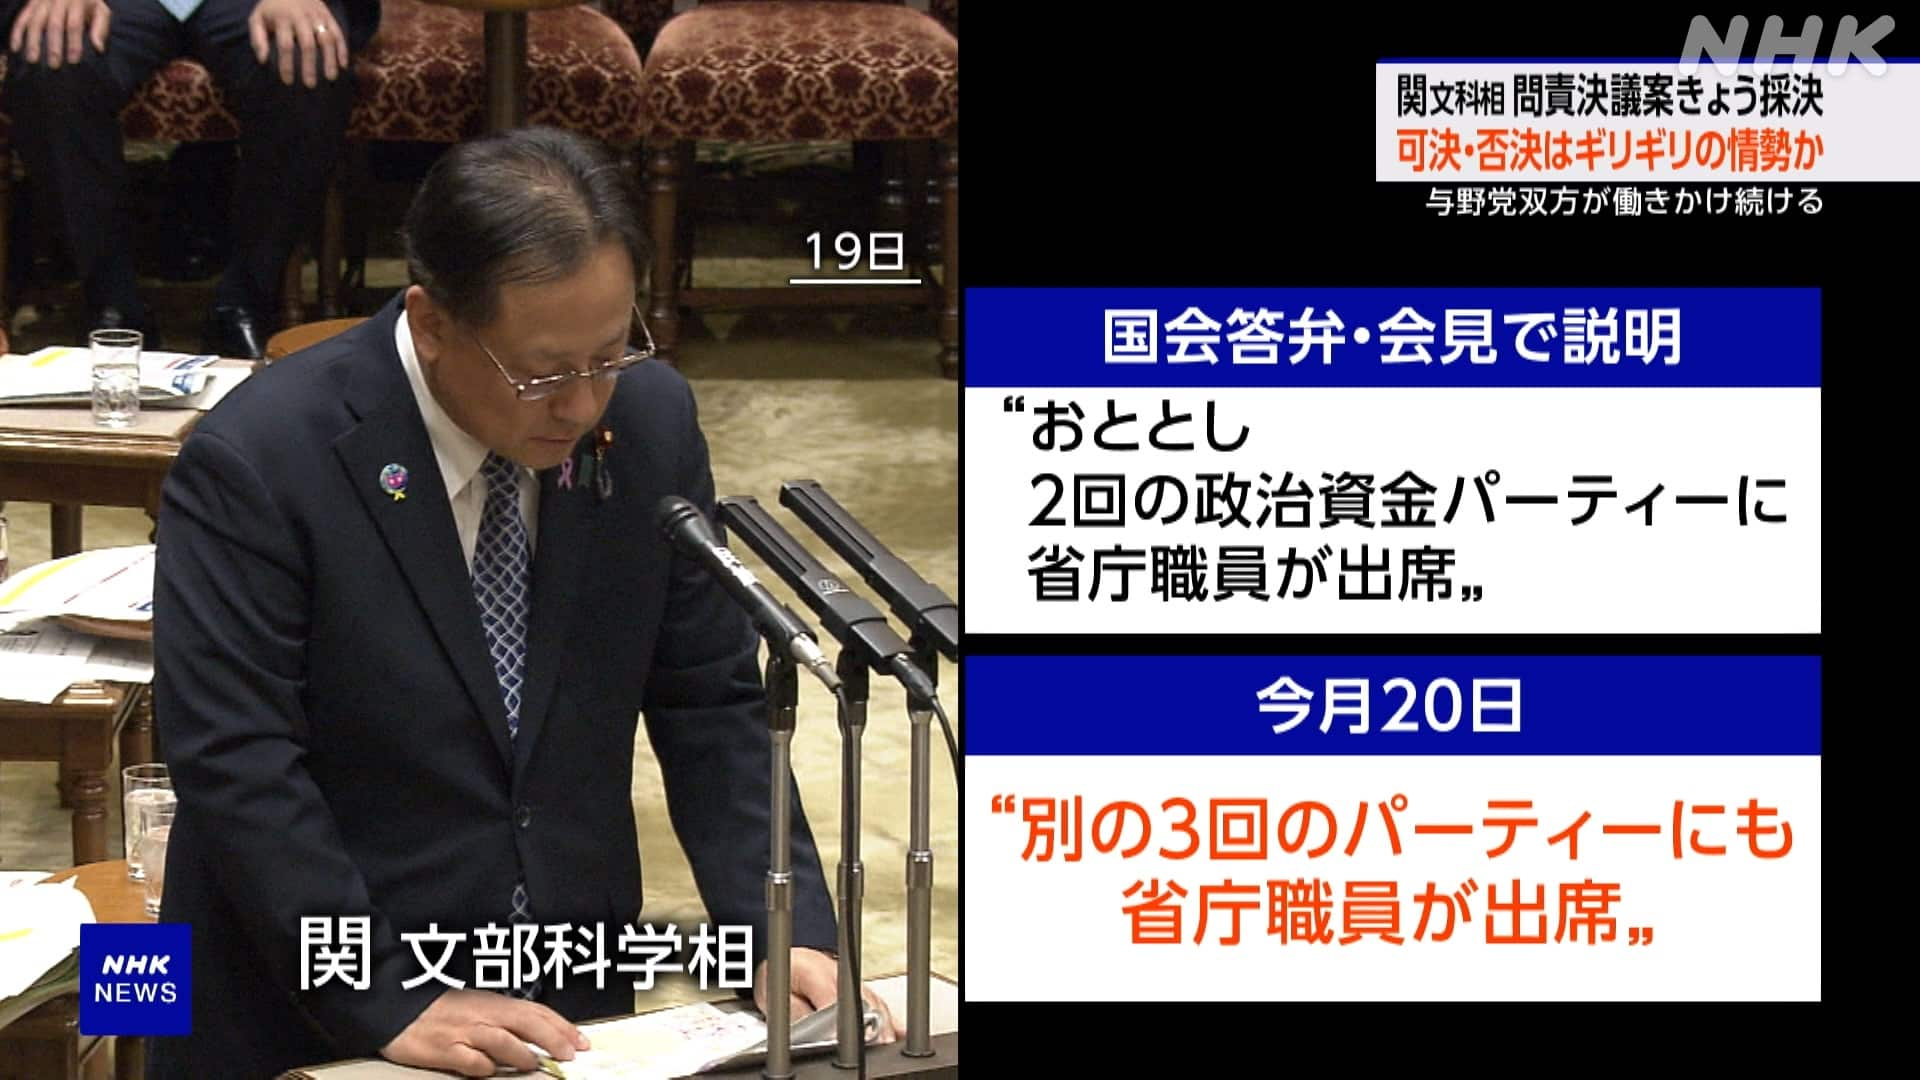 NHK
関文科相 問責決議案きょう採決
可決・否決はギリギリの情勢か
与野党双方が働きかけ続ける
19日
国会答弁・会見で説明
“おととし
2回の政治資金パーティーに
省庁職員が出席„
今月20日
“別の3回のパーティーにも
省庁職員が出席„
関 文部科学相
NHK
NEWS